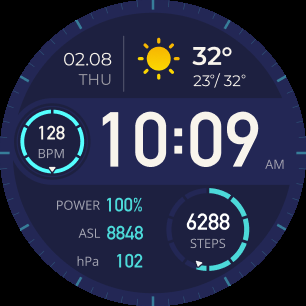 02.08
THU
32°
23°/ 32°
128
BPM
10:09
AM
POWER 100%
ASL 8848
hPa 102
6288
STEPS